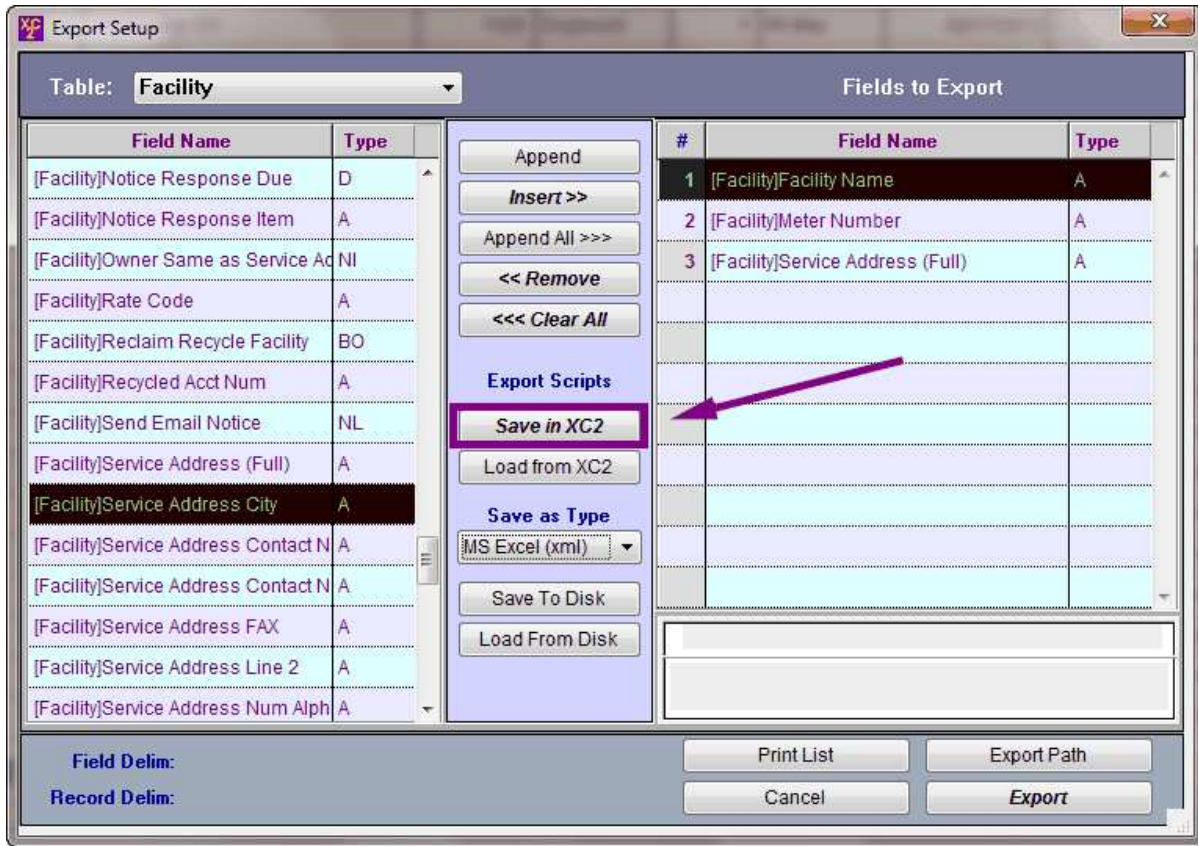 Export Setup
Table: Facility
Fields to Export
Field Name Type
[Facility]Notice Response Due D
[Facility]Notice Response Item A
[Facility]Owner Same as Service Ad NI
[Facility]Rate Code A
[Facility]Reclaim Recycle Facility BO
[Facility]Recycled Acct Num A
[Facility]Send Email Notice NL
[Facility]Service Address (Full) A
[Facility]Service Address City A
[Facility]Service Address Contact N A
[Facility]Service Address Contact N A
[Facility]Service Address FAX A
[Facility]Service Address Line 2 A
[Facility]Service Address Num Alph A
Append
Insert >>
Append All >>>
<< Remove
<<< Clear All
Export Scripts
Save in XC2
Load from XC2
Save as Type
MS Excel (xml)
Save To Disk
Load From Disk
# Field Name Type
1 [Facility]Facility Name A
2 [Facility]Meter Number A
3 [Facility]Service Address (Full) A
Field Delim:
Record Delim:
Print List
Export Path
Cancel
Export